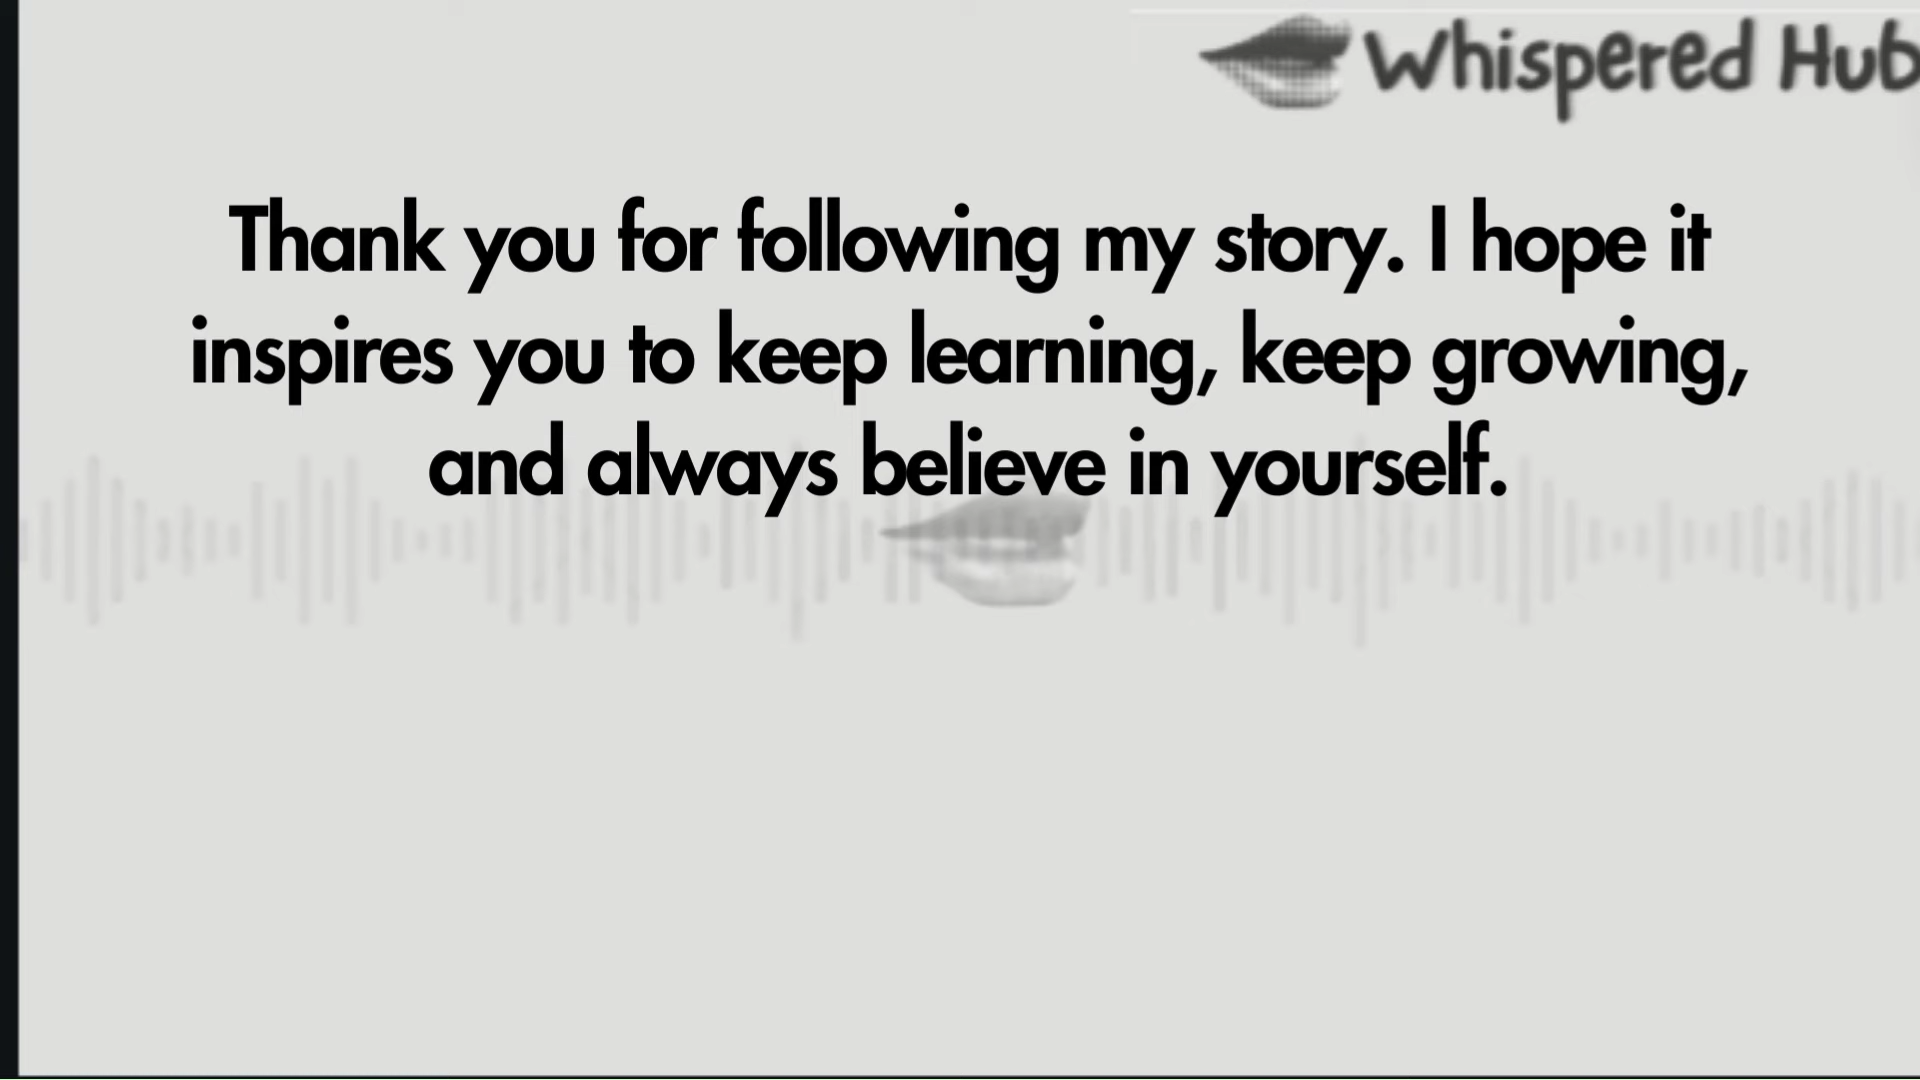 Whispered Hub
Thank you for following my story. I hope it
inspires you to keep learning, keep growing,
and always believe in yourself.